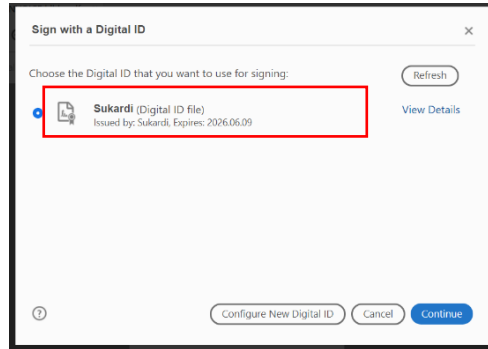 Sign with a Digital ID
Choose the Digital ID that you want to use for signing:
Refresh
Sukardi (Digital ID file)
Issued by: Sukardi, Expires: 2026.06.09
View Details
Configure New Digital ID
Cancel
Continue